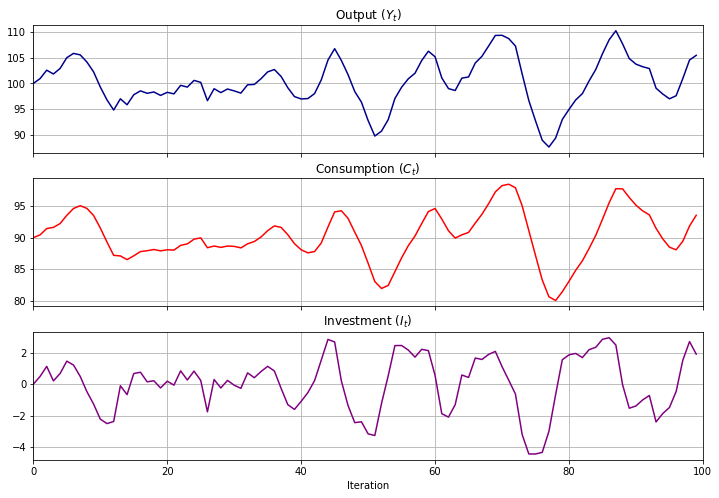 Output (Y_t)
110
105
100
95
90
Consumption (C_t)
95
90
85
80
Investment (I_t)
2
0
−2
−4
0 20 40 60 80 100
Iteration